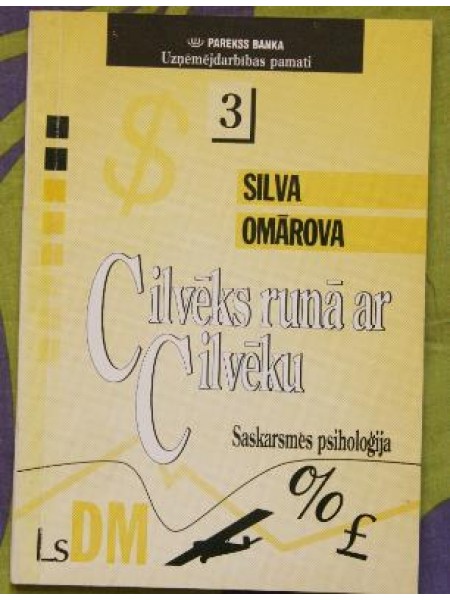 PAREKSS BANKA
Uzņēmējdarbības pamati
$
3
SILVA
OMĀROVA
Cilvēks runā ar
Cilvēku
Saskarsmes psiholoģija
%
£
Ls DM